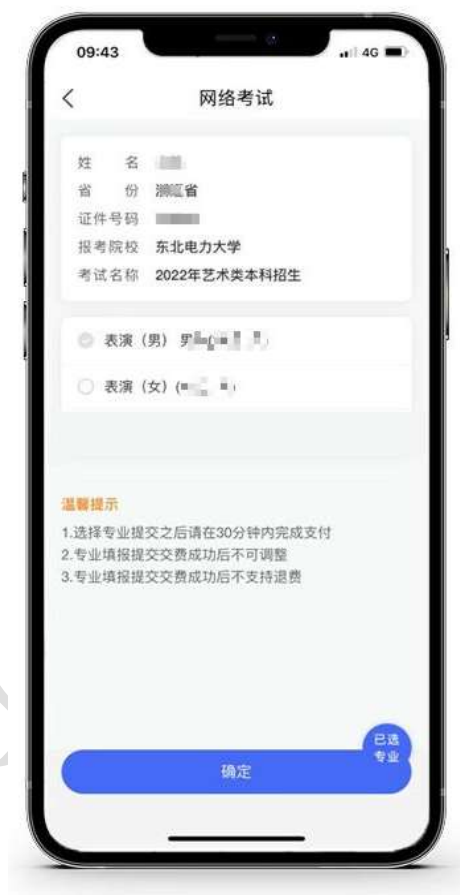 09:43
4G
网络考试
姓 名
省 份 浙江省
证件号码
报考院校 东北电力大学
考试名称 2022年艺术类本科招生
表演（男） 男
表演（女） (
温馨提示
1.选择专业提交之后请在30分钟内完成支付
2.专业填报提交交费成功后不可调整
3.专业填报提交交费成功后不支持退费
已选
专业
确定